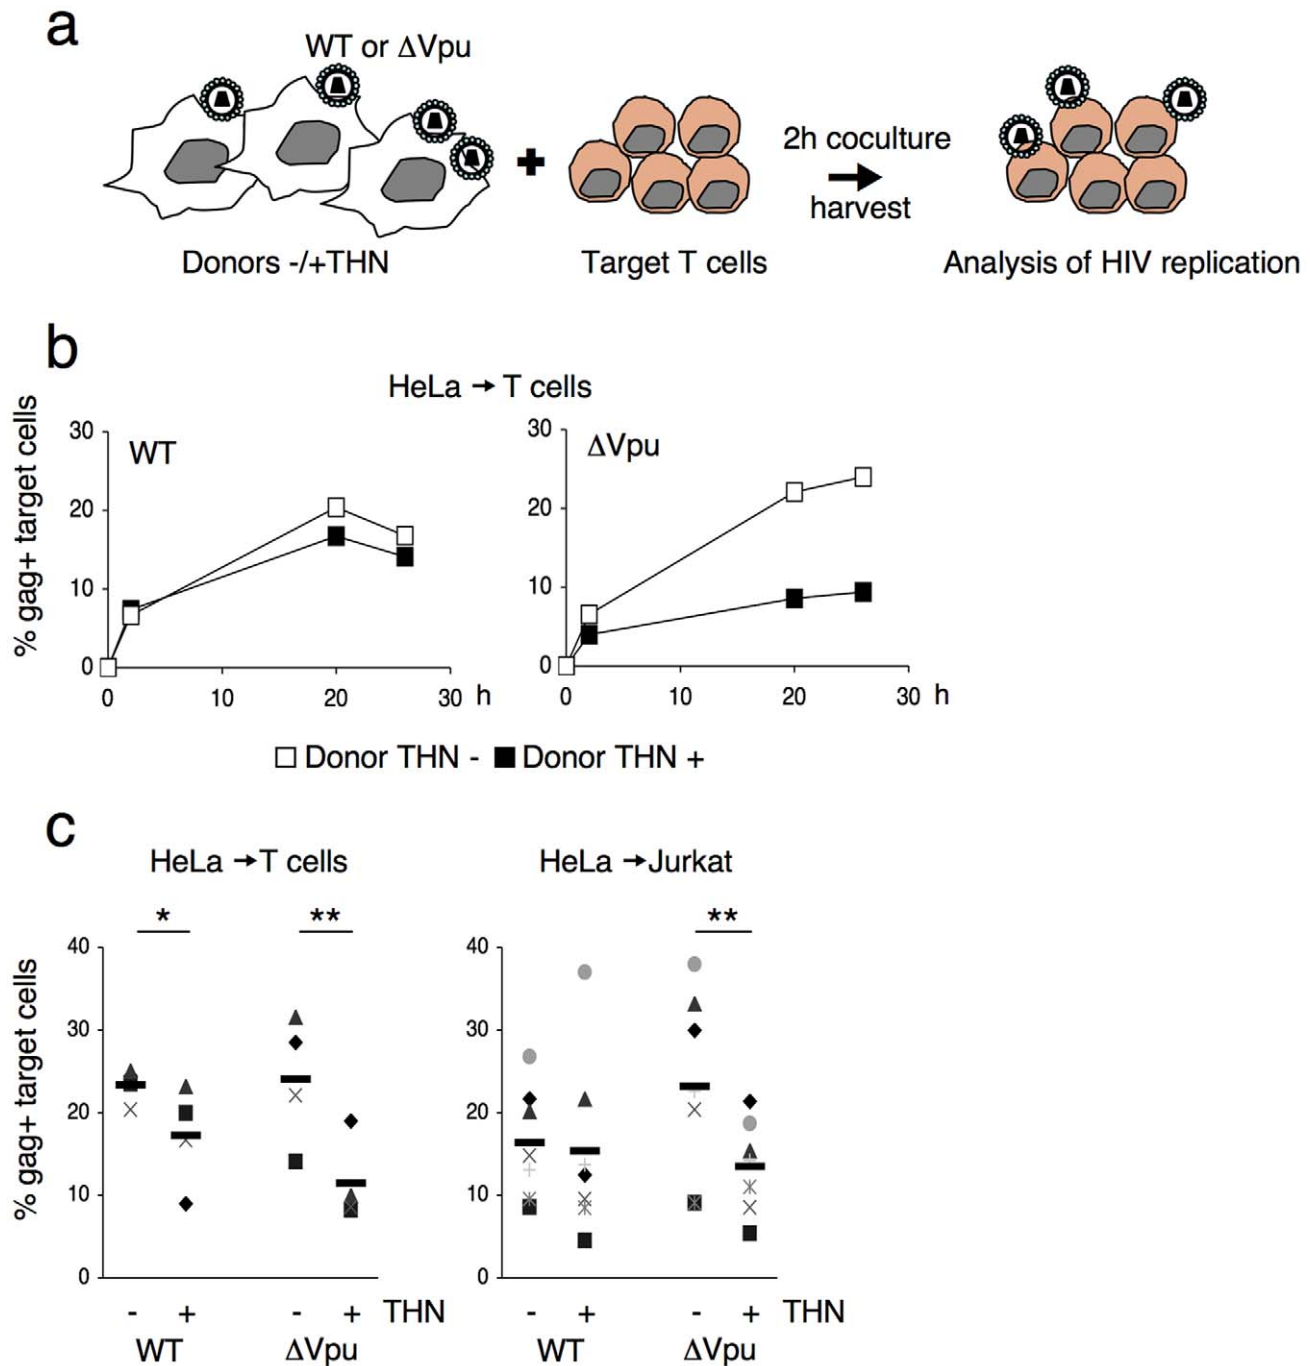 a
WT or ΔVpu
2h coculture
harvest
Donors -/+THN
Target T cells
Analysis of HIV replication
b
HeLa → T cells
% gag+ target cells
30
20
10
0
WT
0 10 20 30 h
30
20
10
0
ΔVpu
0 10 20 30 h
Donor THN - Donor THN +
c
HeLa →T cells
% gag+ target cells
* **
40
30
20
10
0
- + - + THN
WT ΔVpu
HeLa →Jurkat
**
40
30
20
10
0
- + - + THN
WT ΔVpu